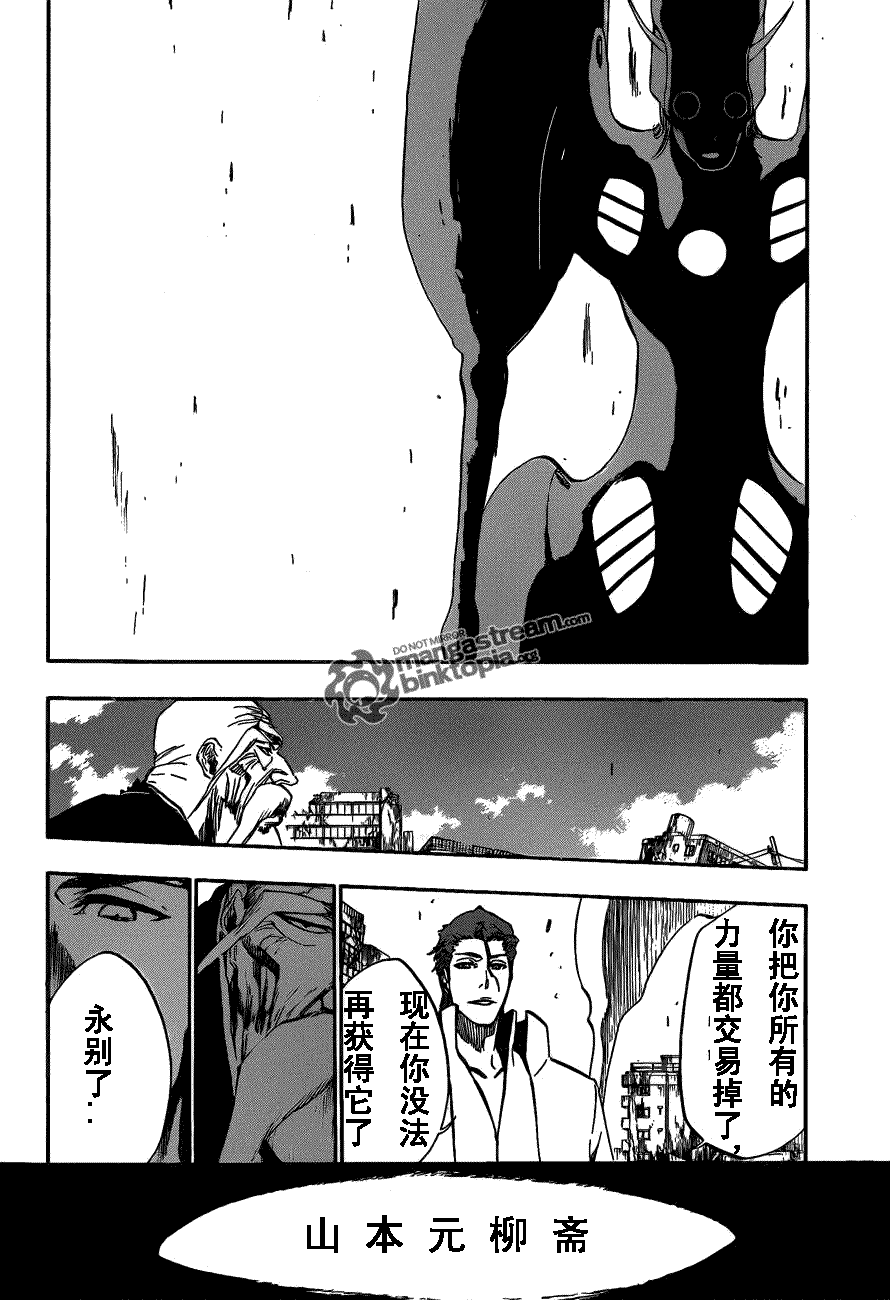 DO NOT MIRROR
mangastream.com
binktopia.org
你把你所有的
力量都交易掉了,
现在你没法
再获得它了
永别了..
山本元柳斋